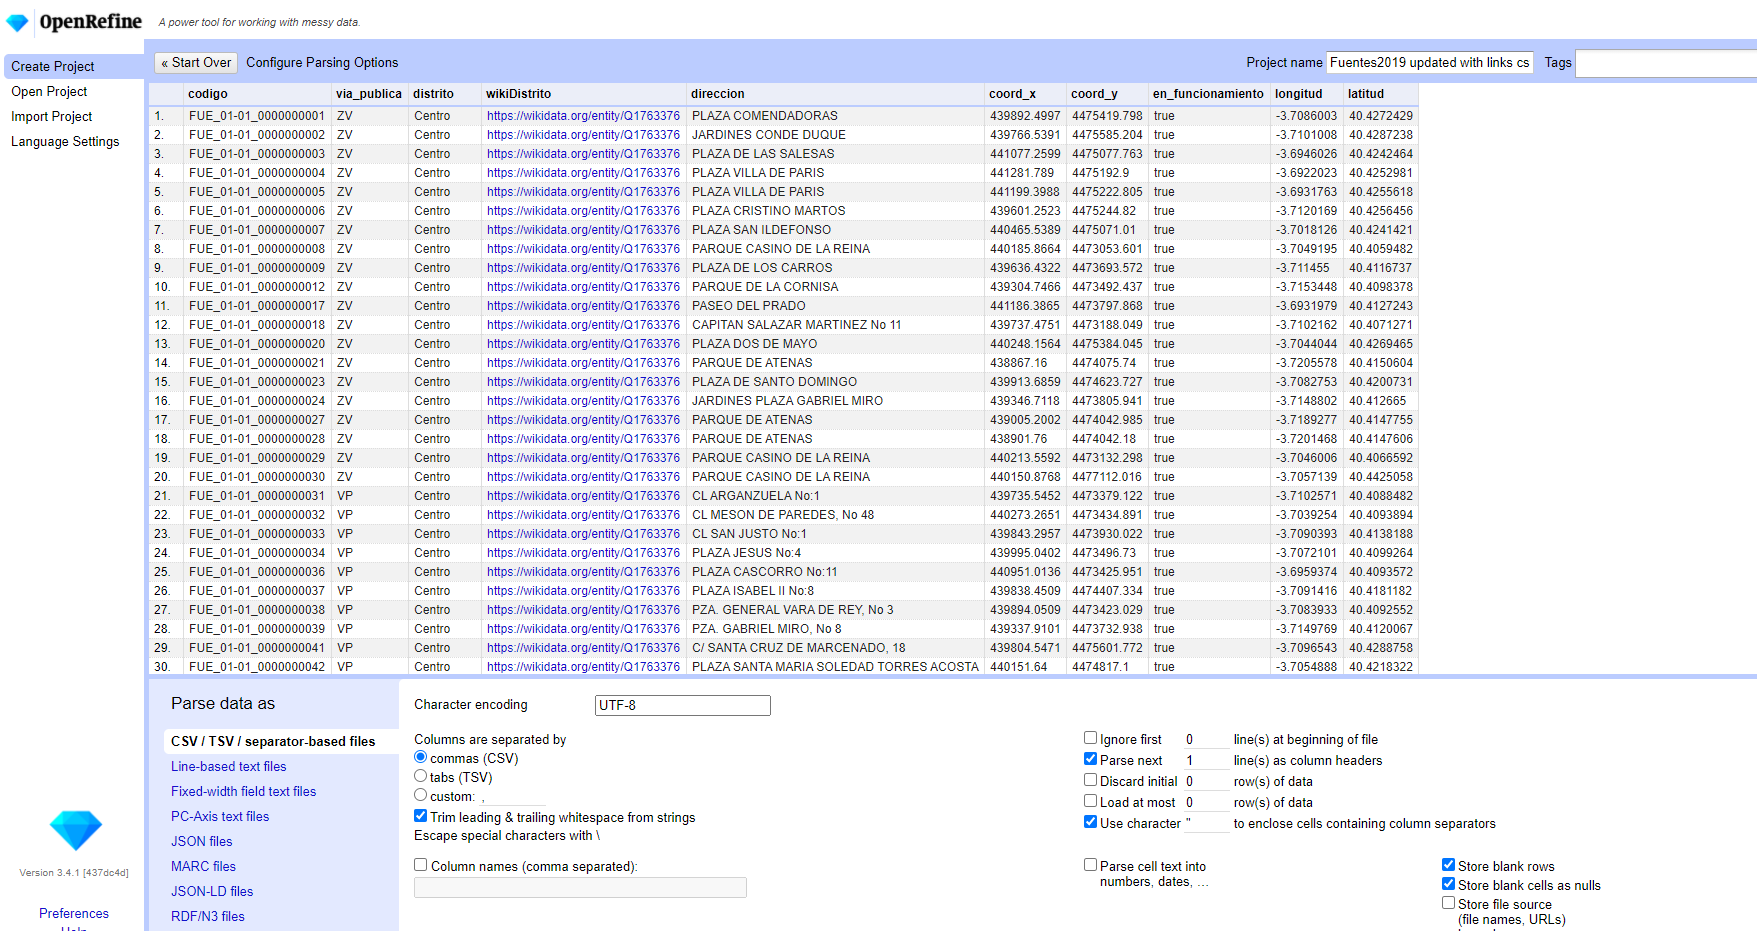 OpenRefine A power tool for working with messy data.
Create Project
Open Project
Import Project
Language Settings
« Start Over Configure Parsing Options Project name Fuentes2019 updated with links cs Tags
codigo via_publica distrito wikiDistrito direccion coord_x coord_y en_funcionamiento longitud latitud
1. FUE_01-01_0000000001 ZV Centro https://wikidata.org/entity/Q1763376 PLAZA COMENDADORAS 439892.4997 4475419.798 true -3.7086003 40.4272429
2. FUE_01-01_0000000002 ZV Centro https://wikidata.org/entity/Q1763376 JARDINES CONDE DUQUE 439766.5391 4475585.204 true -3.7101008 40.4287238
3. FUE_01-01_0000000003 ZV Centro https://wikidata.org/entity/Q1763376 PLAZA DE LAS SALESAS 441077.2599 4475077.763 true -3.6946026 40.4242464
4. FUE_01-01_0000000004 ZV Centro https://wikidata.org/entity/Q1763376 PLAZA VILLA DE PARIS 441281.789 4475192.9 true -3.6922023 40.4252981
5. FUE_01-01_0000000005 ZV Centro https://wikidata.org/entity/Q1763376 PLAZA VILLA DE PARIS 441199.3988 4475222.805 true -3.6931763 40.4255618
6. FUE_01-01_0000000006 ZV Centro https://wikidata.org/entity/Q1763376 PLAZA CRISTINO MARTOS 439601.2523 4475244.82 true -3.7120169 40.4256456
7. FUE_01-01_0000000007 ZV Centro https://wikidata.org/entity/Q1763376 PLAZA SAN ILDEFONSO 440465.5389 4475071.01 true -3.7018126 40.4241421
8. FUE_01-01_0000000008 ZV Centro https://wikidata.org/entity/Q1763376 PARQUE CASINO DE LA REINA 440185.8664 4473053.601 true -3.7049195 40.4059482
9. FUE_01-01_0000000009 ZV Centro https://wikidata.org/entity/Q1763376 PLAZA DE LOS CARROS 439636.4322 4473693.572 true -3.711455 40.4116737
10. FUE_01-01_0000000012 ZV Centro https://wikidata.org/entity/Q1763376 PARQUE DE LA CORNISA 439304.7466 4473492.437 true -3.7153448 40.4098378
11. FUE_01-01_0000000017 ZV Centro https://wikidata.org/entity/Q1763376 PASEO DEL PRADO 441186.3865 4473797.868 true -3.6931979 40.4127243
12. FUE_01-01_0000000018 ZV Centro https://wikidata.org/entity/Q1763376 CAPITAN SALAZAR MARTINEZ No 11 439737.4751 4473188.049 true -3.7102162 40.4071271
13. FUE_01-01_0000000020 ZV Centro https://wikidata.org/entity/Q1763376 PLAZA DOS DE MAYO 440248.1564 4475384.045 true -3.7044044 40.4269465
14. FUE_01-01_0000000021 ZV Centro https://wikidata.org/entity/Q1763376 PARQUE DE ATENAS 438867.16 4474075.74 true -3.7205578 40.4150604
15. FUE_01-01_0000000023 ZV Centro https://wikidata.org/entity/Q1763376 PLAZA DE SANTO DOMINGO 439913.6859 4474623.727 true -3.7082753 40.4200731
16. FUE_01-01_0000000024 ZV Centro https://wikidata.org/entity/Q1763376 JARDINES PLAZA GABRIEL MIRO 439346.7118 4473805.941 true -3.7148802 40.412665
17. FUE_01-01_0000000027 ZV Centro https://wikidata.org/entity/Q1763376 PARQUE DE ATENAS 439005.2002 4474042.985 true -3.7189277 40.4147755
18. FUE_01-01_0000000028 ZV Centro https://wikidata.org/entity/Q1763376 PARQUE DE ATENAS 438901.76 4474042.18 true -3.7201468 40.4147606
19. FUE_01-01_0000000029 ZV Centro https://wikidata.org/entity/Q1763376 PARQUE CASINO DE LA REINA 440213.5592 4473132.298 true -3.7046006 40.4066592
20. FUE_01-01_0000000030 ZV Centro https://wikidata.org/entity/Q1763376 PARQUE CASINO DE LA REINA 440150.8768 4477112.016 true -3.7057139 40.4425058
21. FUE_01-01_0000000031 VP Centro https://wikidata.org/entity/Q1763376 CL ARGANZUELA No:1 439735.5452 4473379.122 true -3.7102571 40.4088482
22. FUE_01-01_0000000032 VP Centro https://wikidata.org/entity/Q1763376 CL MESON DE PAREDES, No 48 440273.2651 4473434.891 true -3.7039254 40.4093894
23. FUE_01-01_0000000033 VP Centro https://wikidata.org/entity/Q1763376 CL SAN JUSTO No:1 439843.2957 4473930.022 true -3.7090393 40.4138188
24. FUE_01-01_0000000034 VP Centro https://wikidata.org/entity/Q1763376 PLAZA JESUS No:4 439995.0402 4473496.73 true -3.7072101 40.4099264
25. FUE_01-01_0000000036 VP Centro https://wikidata.org/entity/Q1763376 PLAZA CASCORRO No:11 440951.0136 4473425.951 true -3.6959374 40.4093572
26. FUE_01-01_0000000037 VP Centro https://wikidata.org/entity/Q1763376 PLAZA ISABEL II No:8 439838.4509 4474407.334 true -3.7091416 40.4181182
27. FUE_01-01_0000000038 VP Centro https://wikidata.org/entity/Q1763376 PZA. GENERAL VARA DE REY, No 3 439894.0509 4473423.029 true -3.7083933 40.4092552
28. FUE_01-01_0000000039 VP Centro https://wikidata.org/entity/Q1763376 PZA. GABRIEL MIRO, No 8 439337.9101 4473732.938 true -3.7149769 40.4120067
29. FUE_01-01_0000000041 VP Centro https://wikidata.org/entity/Q1763376 C/ SANTA CRUZ DE MARCENADO, 18 439804.5471 4475601.772 true -3.7096543 40.4288758
30. FUE_01-01_0000000042 VP Centro https://wikidata.org/entity/Q1763376 PLAZA SANTA MARIA SOLEDAD TORRES ACOSTA 440151.64 4474817.1 true -3.7054888 40.4218322
Parse data as
CSV / TSV / separator-based files
Line-based text files
Fixed-width field text files
PC-Axis text files
JSON files
MARC files
JSON-LD files
RDF/N3 files
Character encoding UTF-8
Columns are separated by
commas (CSV)
tabs (TSV)
custom: ,
Trim leading & trailing whitespace from strings
Escape special characters with \
Column names (comma separated):
Ignore first 0 line(s) at beginning of file
Parse next 1 line(s) as column headers
Discard initial 0 row(s) of data
Load at most 0 row(s) of data
Use character " to enclose cells containing column separators
Parse cell text into
numbers, dates, ...
Store blank rows
Store blank cells as nulls
Store file source
(file names, URLs)
Version 3.4.1 [437dc4d]
Preferences
Help